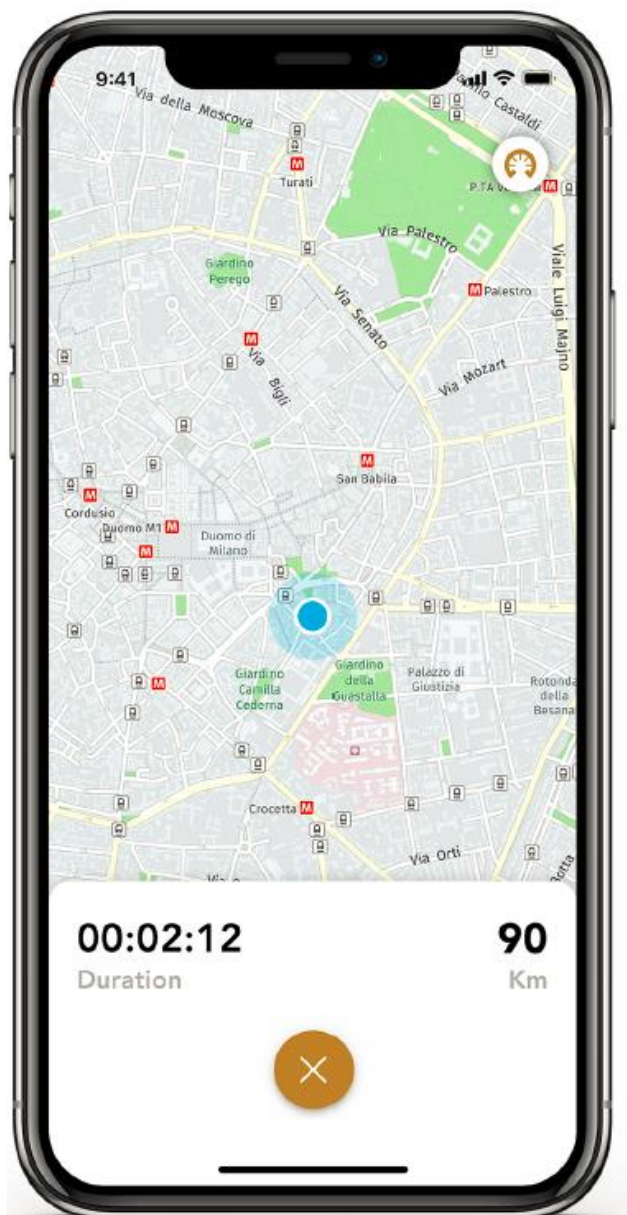 9:41
Via della Moscova
Castaldi
M
Turati
M
P.TA
M
Via Palestro
Giardino
Perego
M Palestro
Viale Luigi Majno
Via Senato
M
Via Bigli
Via Mozart
M
San Babila
M
Cordusio
Duomo M1 M
M
Duomo di
Milano
Giardino
Camilla
Cederna
M
Giardino
della
Guastalla
Palazzo di
Giustizia
Rotonda
della
Besana
Crocetta M
Via Orti
Botta
00:02:12
90
Duration
Km